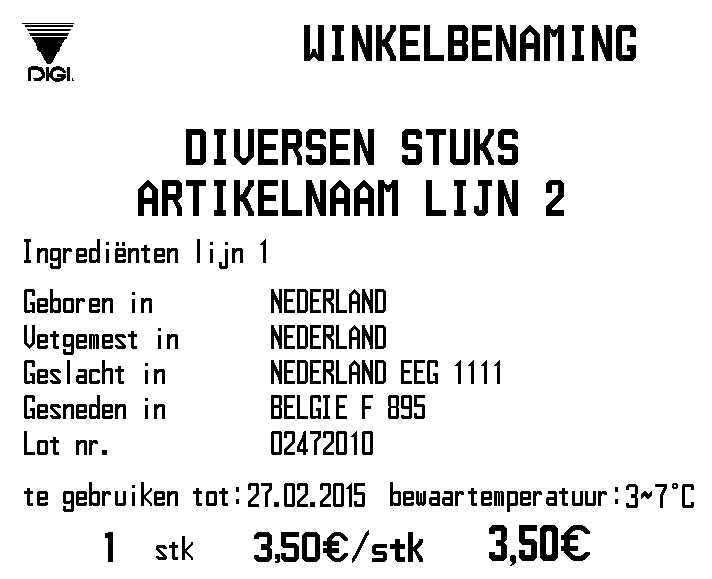 DIGI.
WINKELBENAMING
DIVERSEN STUKS
ARTIKELNAAM LIJN 2
Ingrediënten lijn 1
Geboren in NEDERLAND
Vetgemest in NEDERLAND
Geslacht in NEDERLAND EEG 1111
Gesneden in BELGIE F 895
Lot nr. 02472010
te gebruiken tot:27.02.2015 bewaartemperatuur:3~7°C
1 stk 3,50€/stk 3,50€